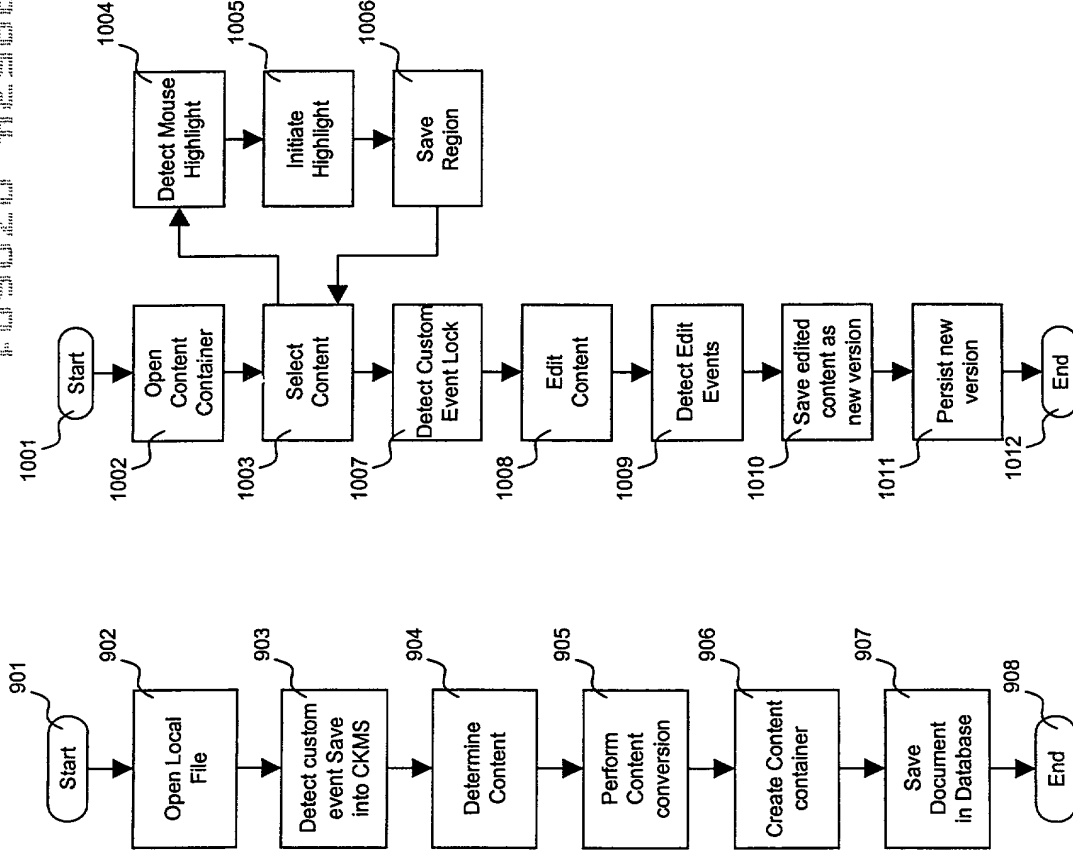 901
Start
902
Open Local
File
903
Detect custom
event Save
into CKMS
904
Determine
Content
905
Perform
Content
conversion
906
Create Content
container
907
Save
Document
in Database
908
End
1001
Start
1002
Open
Content
Container
1003
Select
Content
1004
Detect Mouse
Highlight
1005
Initiate
Highlight
1006
Save
Region
1007
Detect Custom
Event Lock
1008
Edit
Content
1009
Detect Edit
Events
1010
Save edited
content as
new version
1011
Persist new
version
1012
End